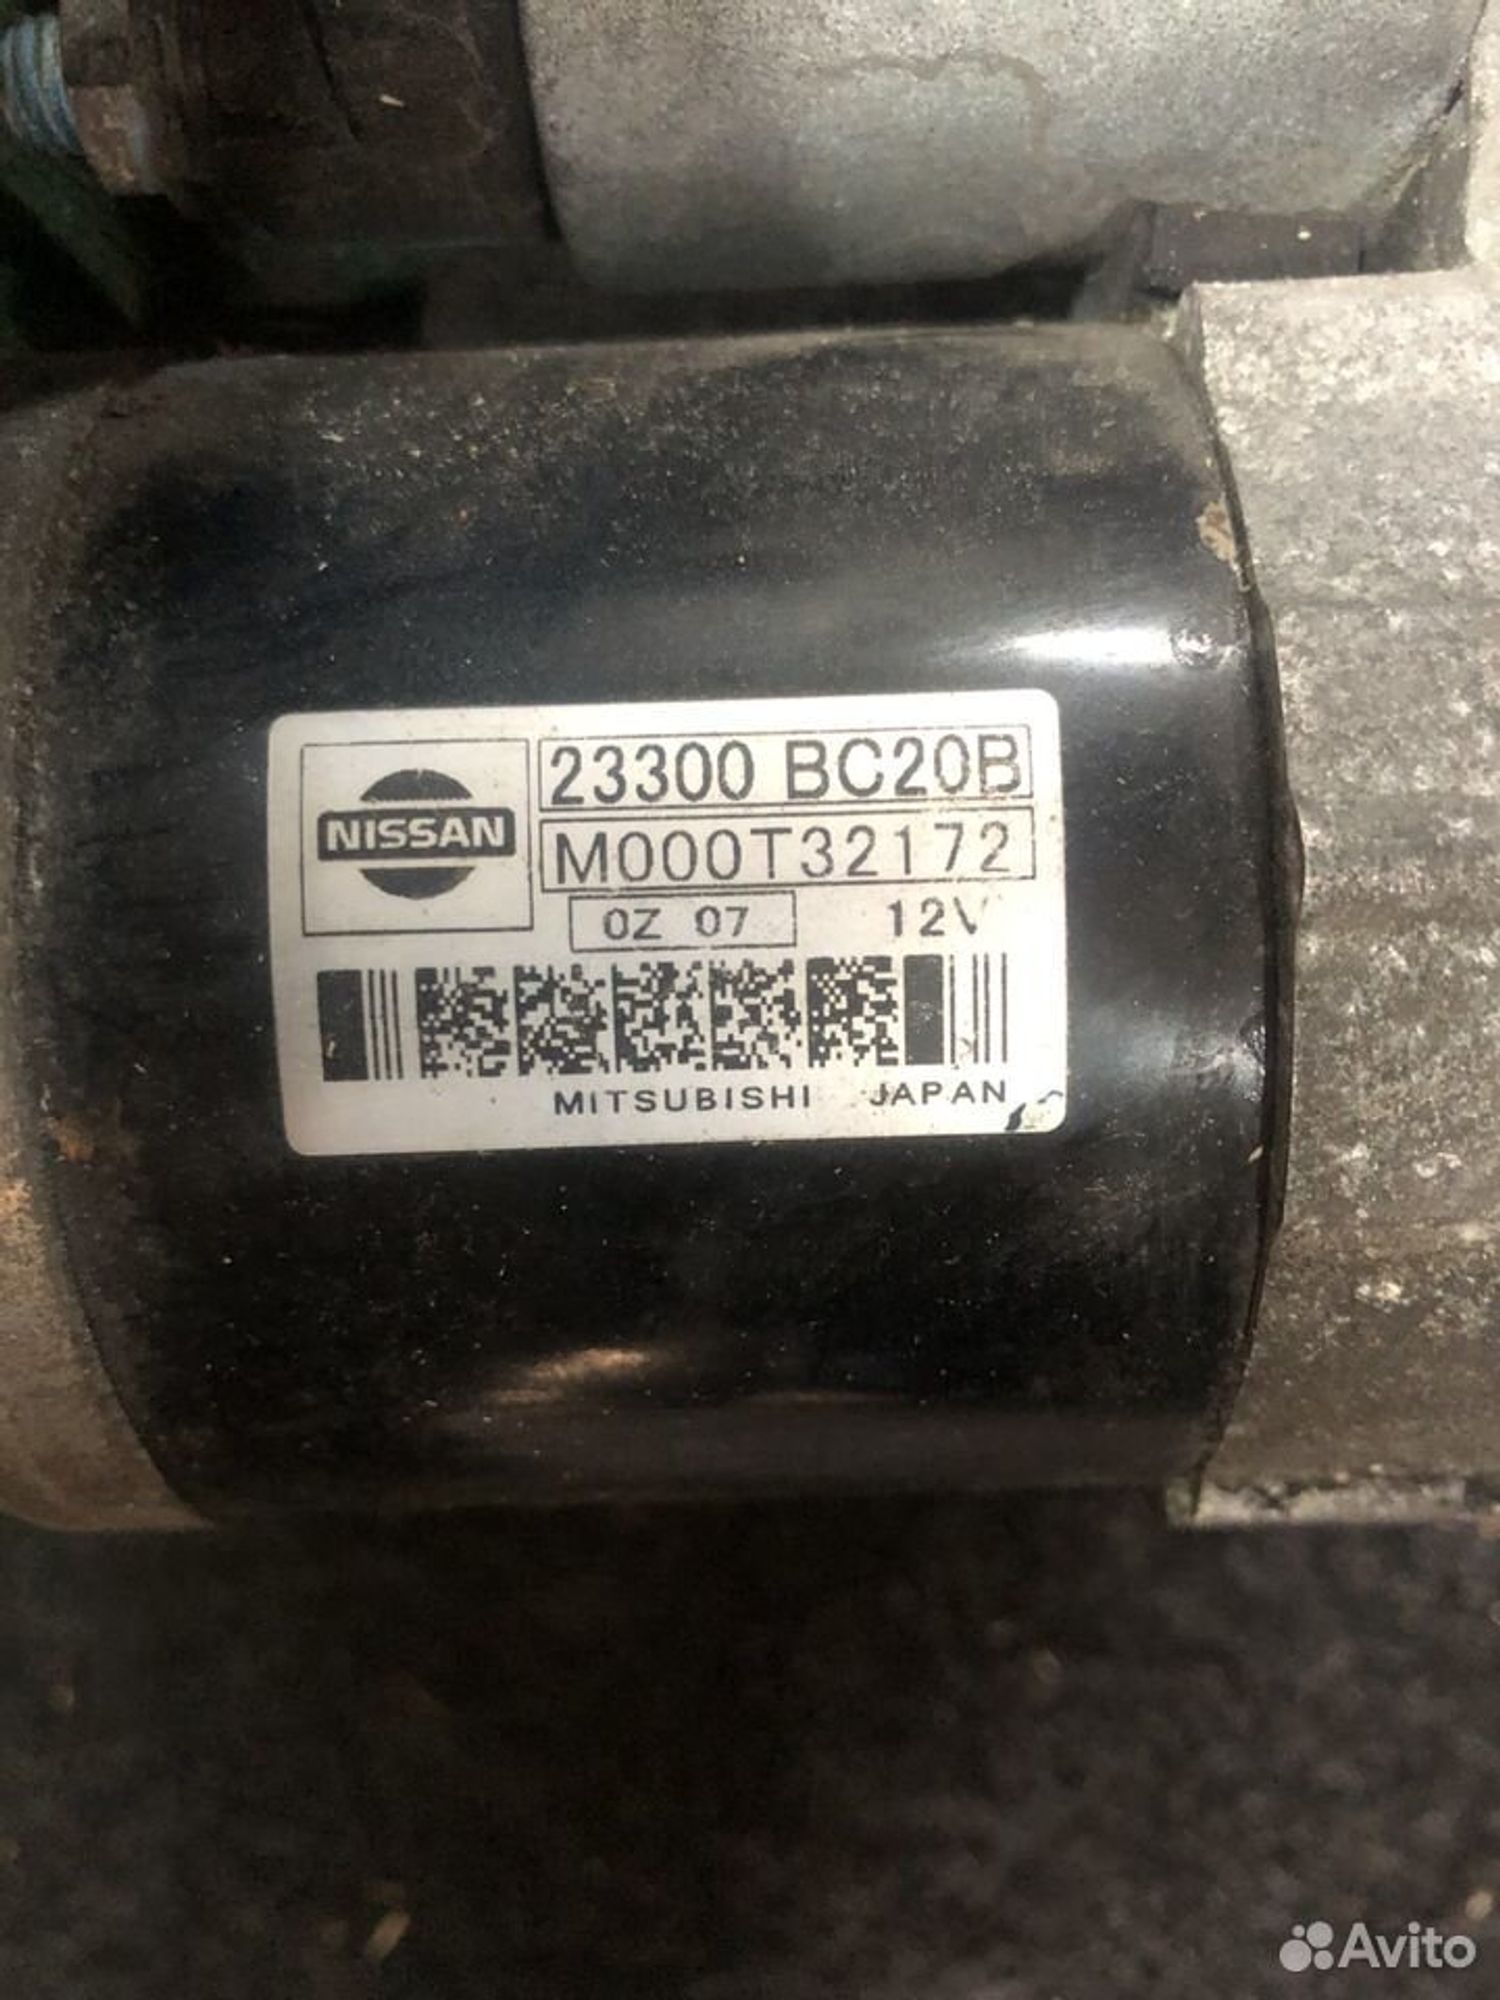 NISSAN
23300 BC20B
M000T32172
0Z 07 12V
MITSUBISHI JAPAN
Avito